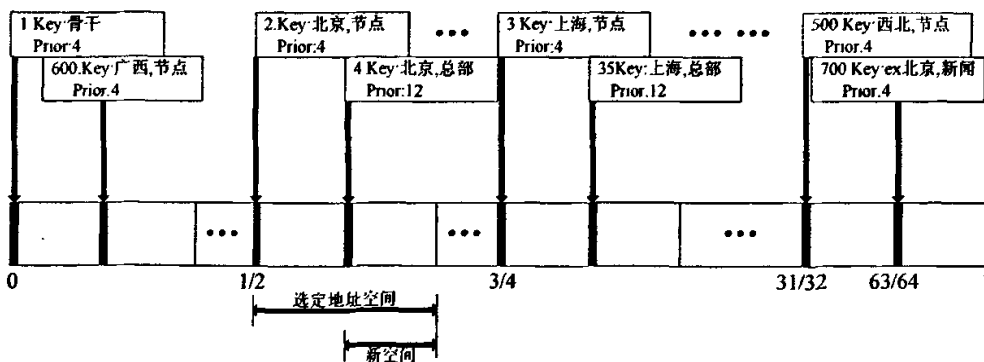 1 Key·骨干
Prior·4
2.Key·北京,节点
Prior:4
•••
3 Key·上海,节点
Prior:4
••• •••
500 Key·西北,节点
Prior:4
600.Key·广西,节点
Prior.4
4 Key·北京,总部
Prior:12
35Key:上海,总部
Prior.12
700 Key·ex北京,新闻
Prior.4
•••
•••
•••
0
1/2
3/4
31/32
63/64
选定地址空间
新空间